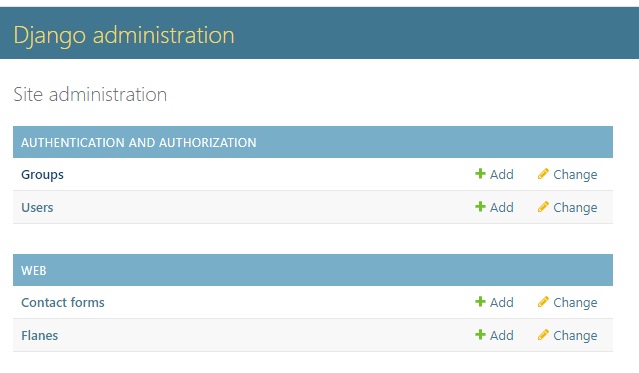 Django administration
Site administration
AUTHENTICATION AND AUTHORIZATION
Groups Add Change
Users Add Change
WEB
Contact forms Add Change
Flanes Add Change